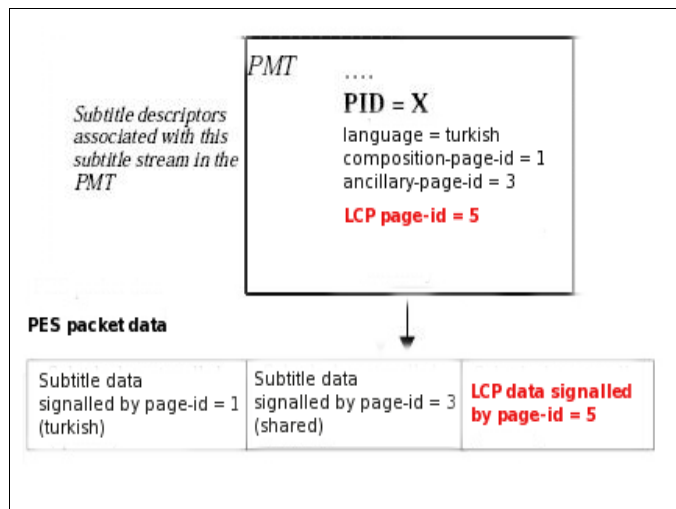 PMT
....
PID = X
language = turkish
composition-page-id = 1
ancillary-page-id = 3
LCP page-id = 5
Subtitle descriptors
associated with this
subtitle stream in the
PMT
PES packet data
Subtitle data
signalled by page-id = 1
(turkish)
Subtitle data
signalled by page-id = 3
(shared)
LCP data signalled
by page-id = 5